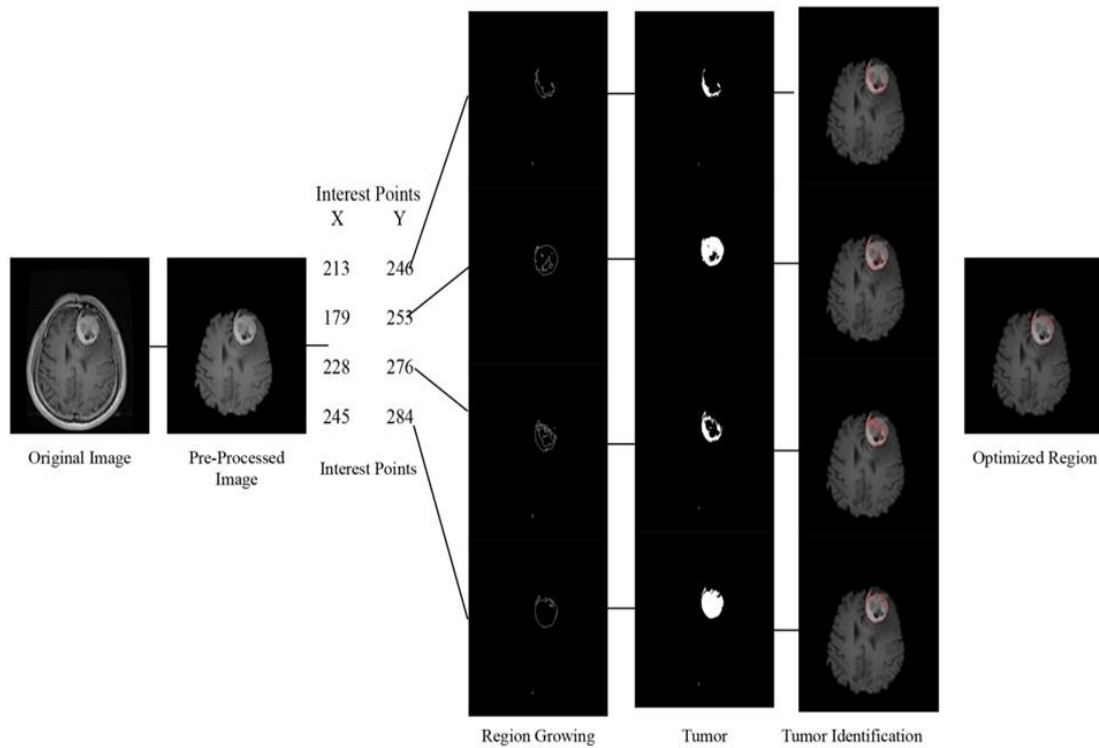 Interest Points
X Y
213 246
179 253
228 276
245 284
Interest Points
Original Image
Pre-Processed
Image
Optimized Region
Region Growing
Tumor
Tumor Identification